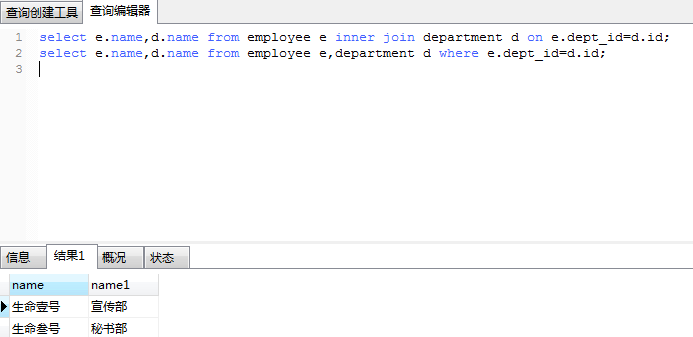 查询创建工具 查询编辑器
1 select e.name,d.name from employee e inner join department d on e.dept_id=d.id;
2 select e.name,d.name from employee e,department d where e.dept_id=d.id;
3
信息 结果1 概况 状态
name name1
生命壹号 宣传部
生命叁号 秘书部